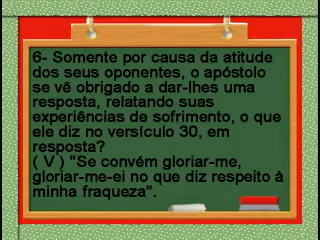 6- Somente por causa da atitude
dos seus oponentes, o apóstolo
se vê obrigado a dar-lhes uma
resposta, relatando suas
experiências de sofrimento, o que
ele diz no versículo 30, em
resposta?
( V ) "Se convém gloriar-me,
gloriar-me-ei no que diz respeito à
minha fraqueza".